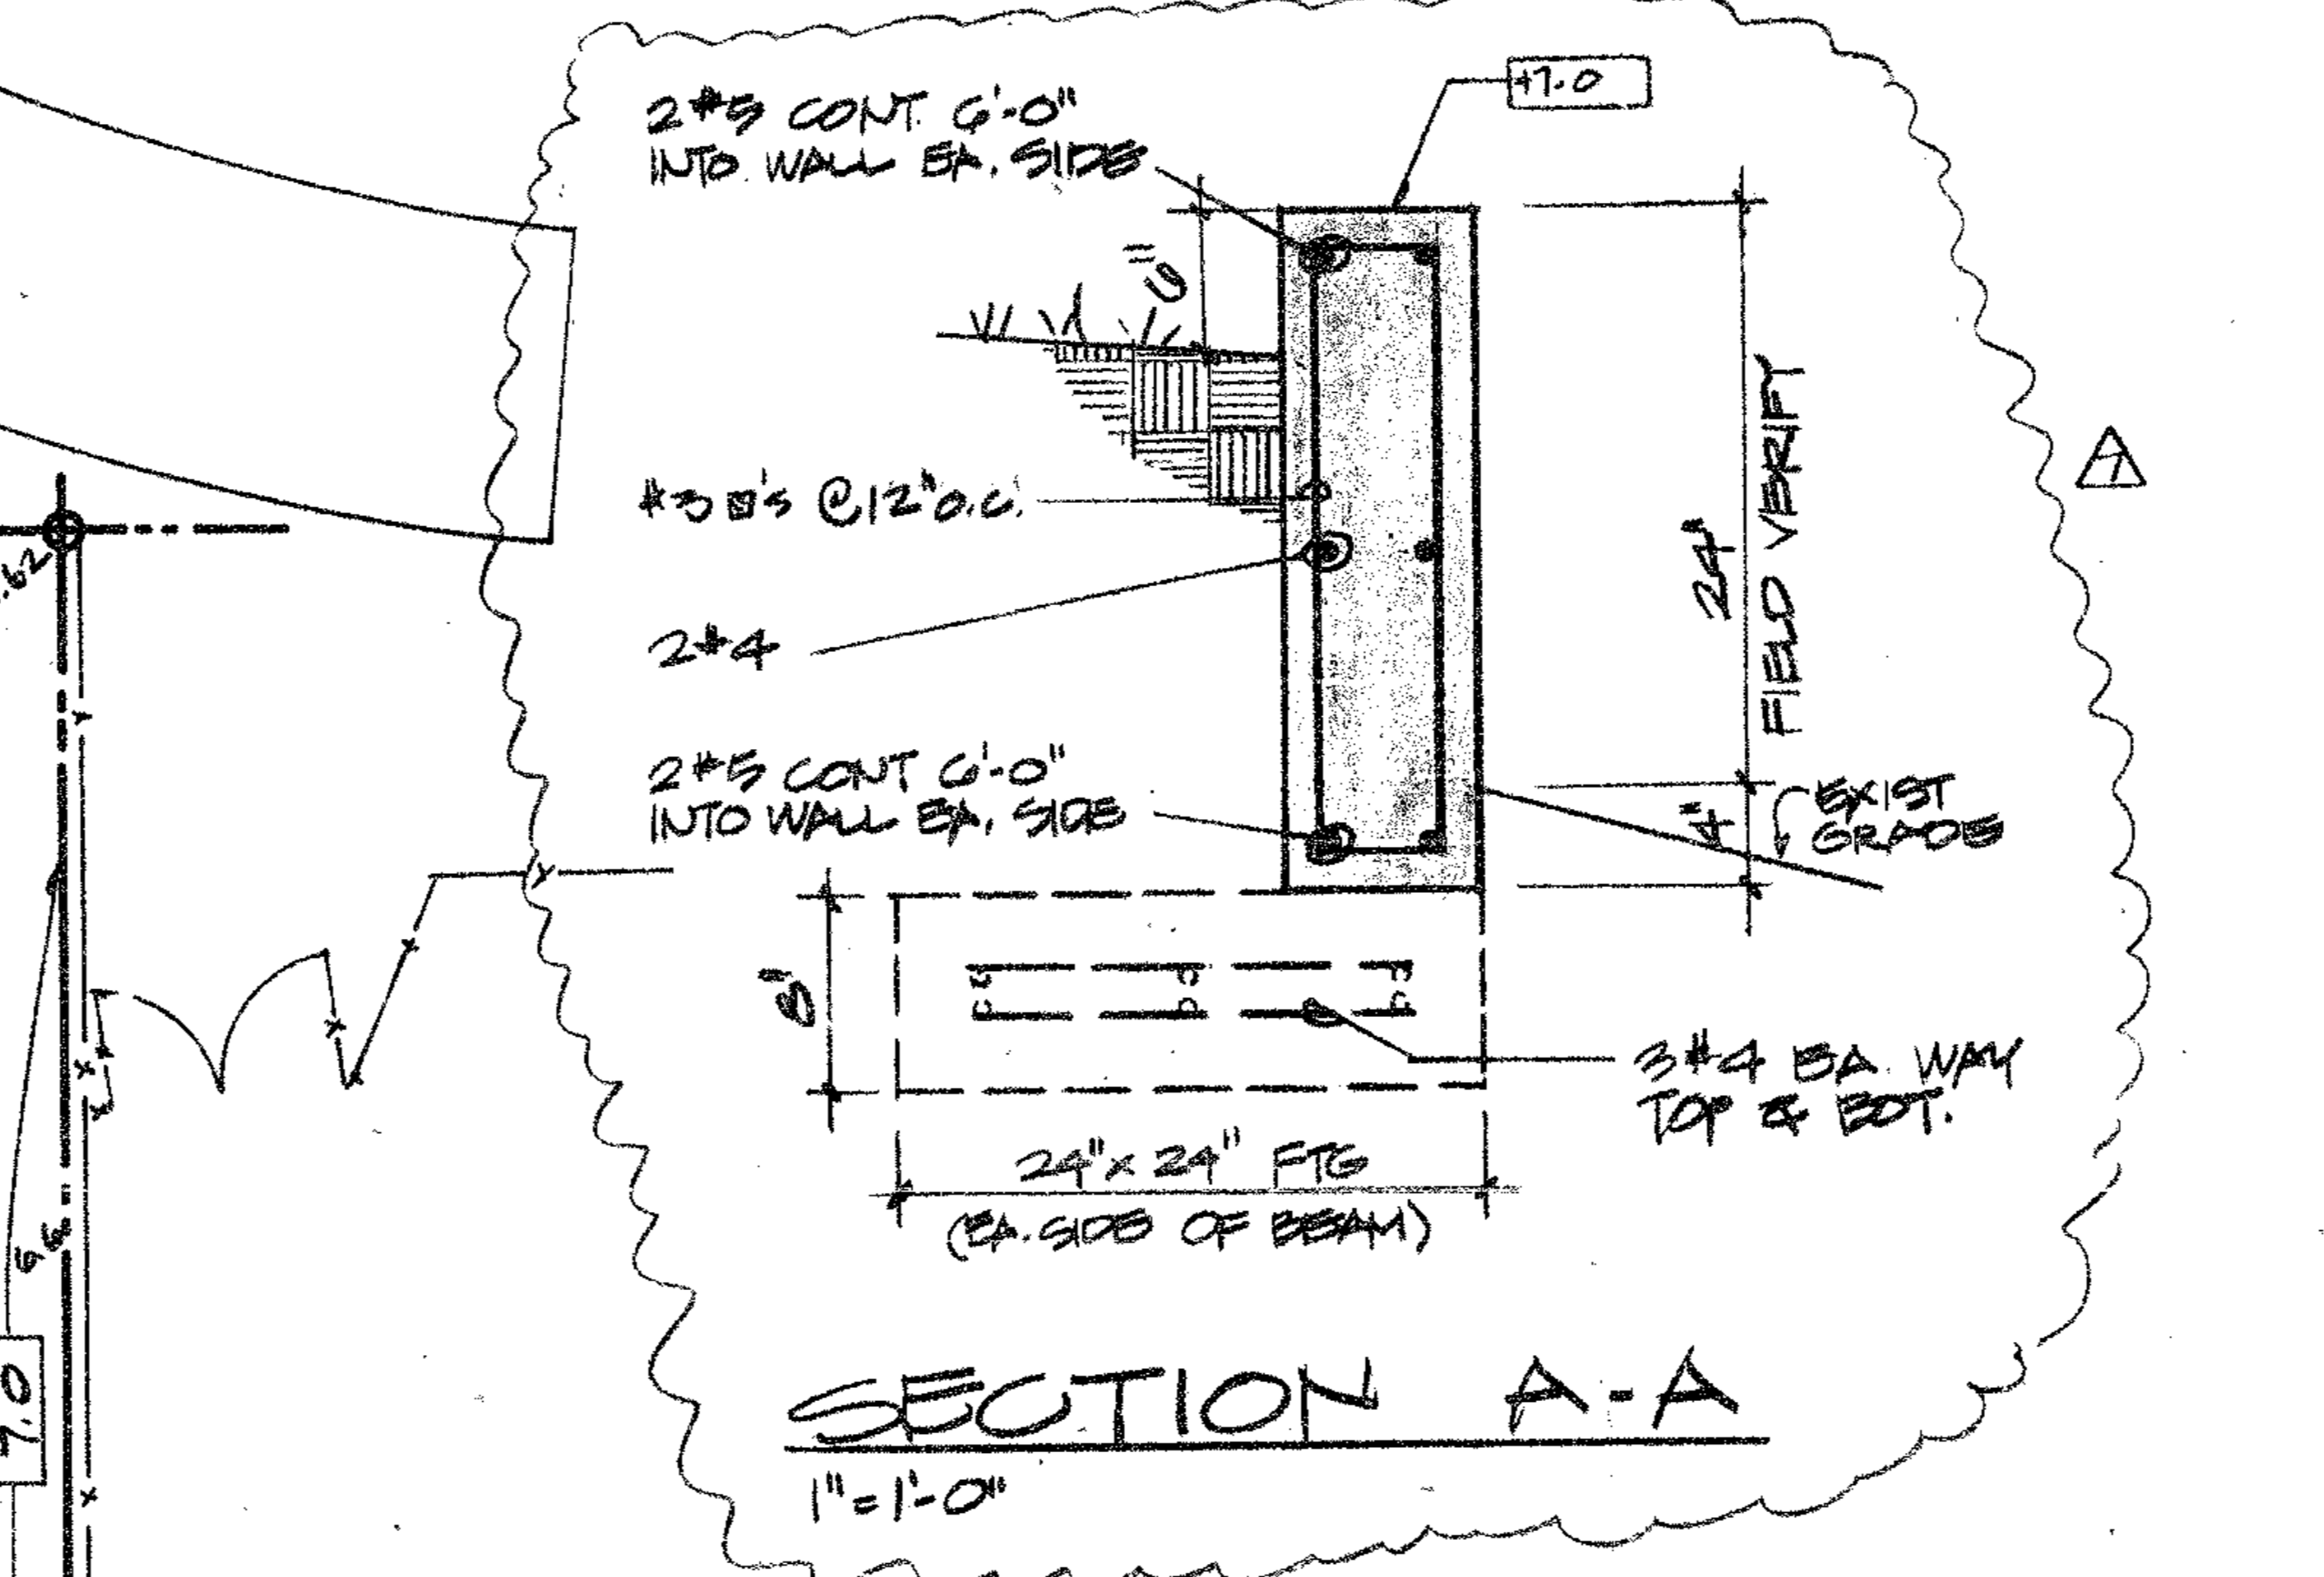 +7.0
2#5 CONT. 6'-0"
INTO WALL EA. SIDE
6"
#3 □'s @ 12" O.C.
2#4
24"
FIELD VERIFY
2#5 CONT 6'-0"
INTO WALL EA. SIDE
4"
EXIST
GRADE
8"
3#4 EA. WAY
TOP & BOT.
24" x 24" FTG
(EA. SIDE OF BEAM)
SECTION A-A
1" = 1'-0"
7
.62
7.0